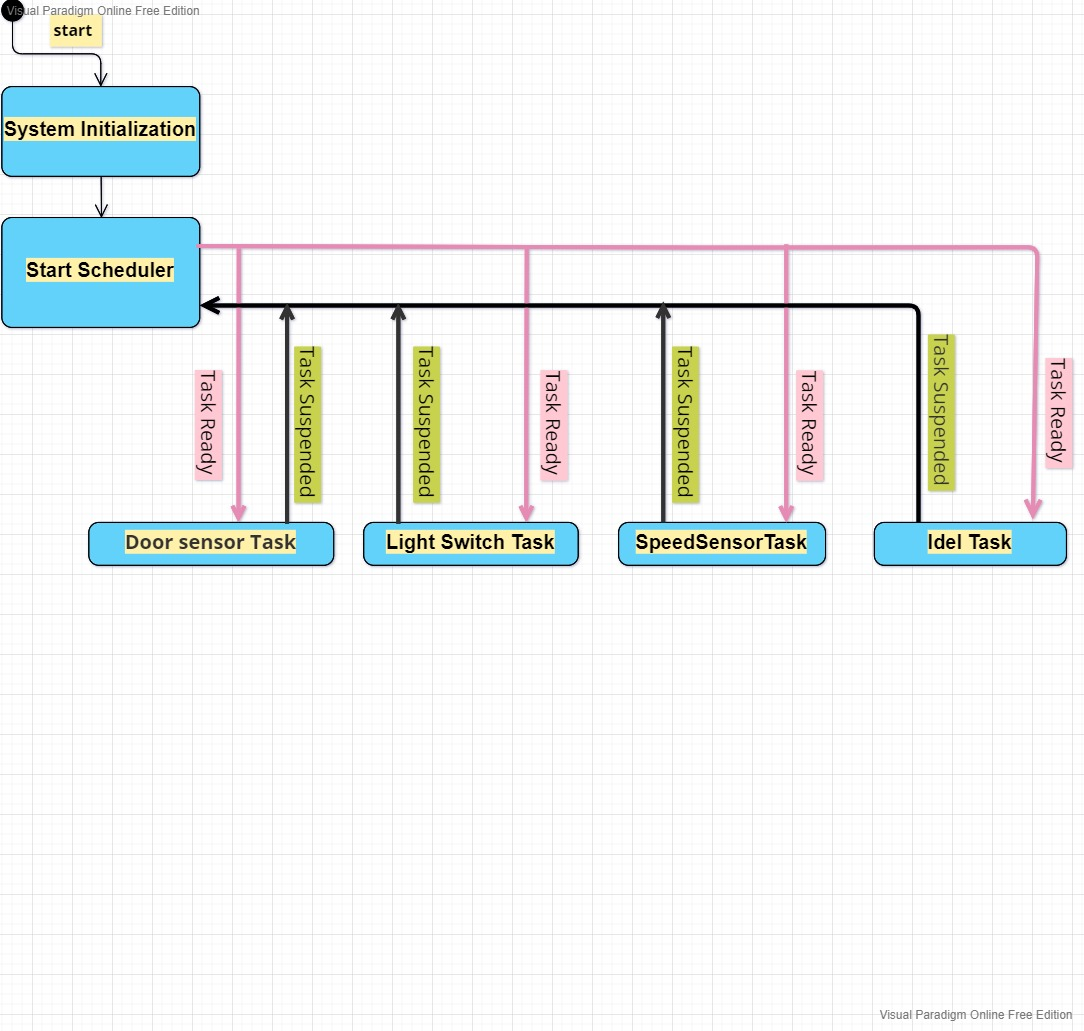 Visual Paradigm Online Free Edition
start
System Initialization
Start Scheduler
Task Ready
Task Suspended
Task Suspended
Task Ready
Task Suspended
Task Ready
Task Suspended
Task Ready
Door sensor Task
Light Switch Task
SpeedSensorTask
Idel Task
Visual Paradigm Online Free Edition